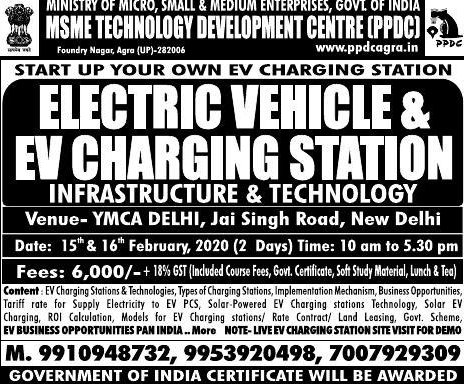 MINISTRY OF MICRO, SMALL & MEDIUM ENTERPRISES, GOVT. OF INDIA
MSME TECHNOLOGY DEVELOPMENT CENTRE (PPDC)
Foundry Nagar, Agra (UP)-282006
www.ppdcagra.in
PPDC
START UP YOUR OWN EV CHARGING STATION
ELECTRIC VEHICLE &
EV CHARGING STATION
INFRASTRUCTURE & TECHNOLOGY
Venue- YMCA DELHI, Jai Singh Road, New Delhi
Date: 15th & 16th February, 2020 (2 Days) Time: 10 am to 5.30 pm
Fees: 6,000/- + 18% GST (Included Course Fees, Govt. Certificate, Soft Study Material, Lunch & Tea)
Content : EV Charging Stations & Technologies, Types of Charging Stations, Implementation Mechanism, Business Opportunities,
Tariff rate for Supply Electricity to EV PCS, Solar-Powered EV Charging stations Technology, Solar EV
Charging, ROI Calculation, Models for EV Charging stations/ Rate Contract/ Land Leasing, Govt. Scheme,
EV BUSINESS OPPORTUNITIES PAN INDIA .. More NOTE- LIVE EV CHARGING STATION SITE VISIT FOR DEMO
M. 9910948732, 9953920498, 7007929309
GOVERNMENT OF INDIA CERTIFICATE WILL BE AWARDED